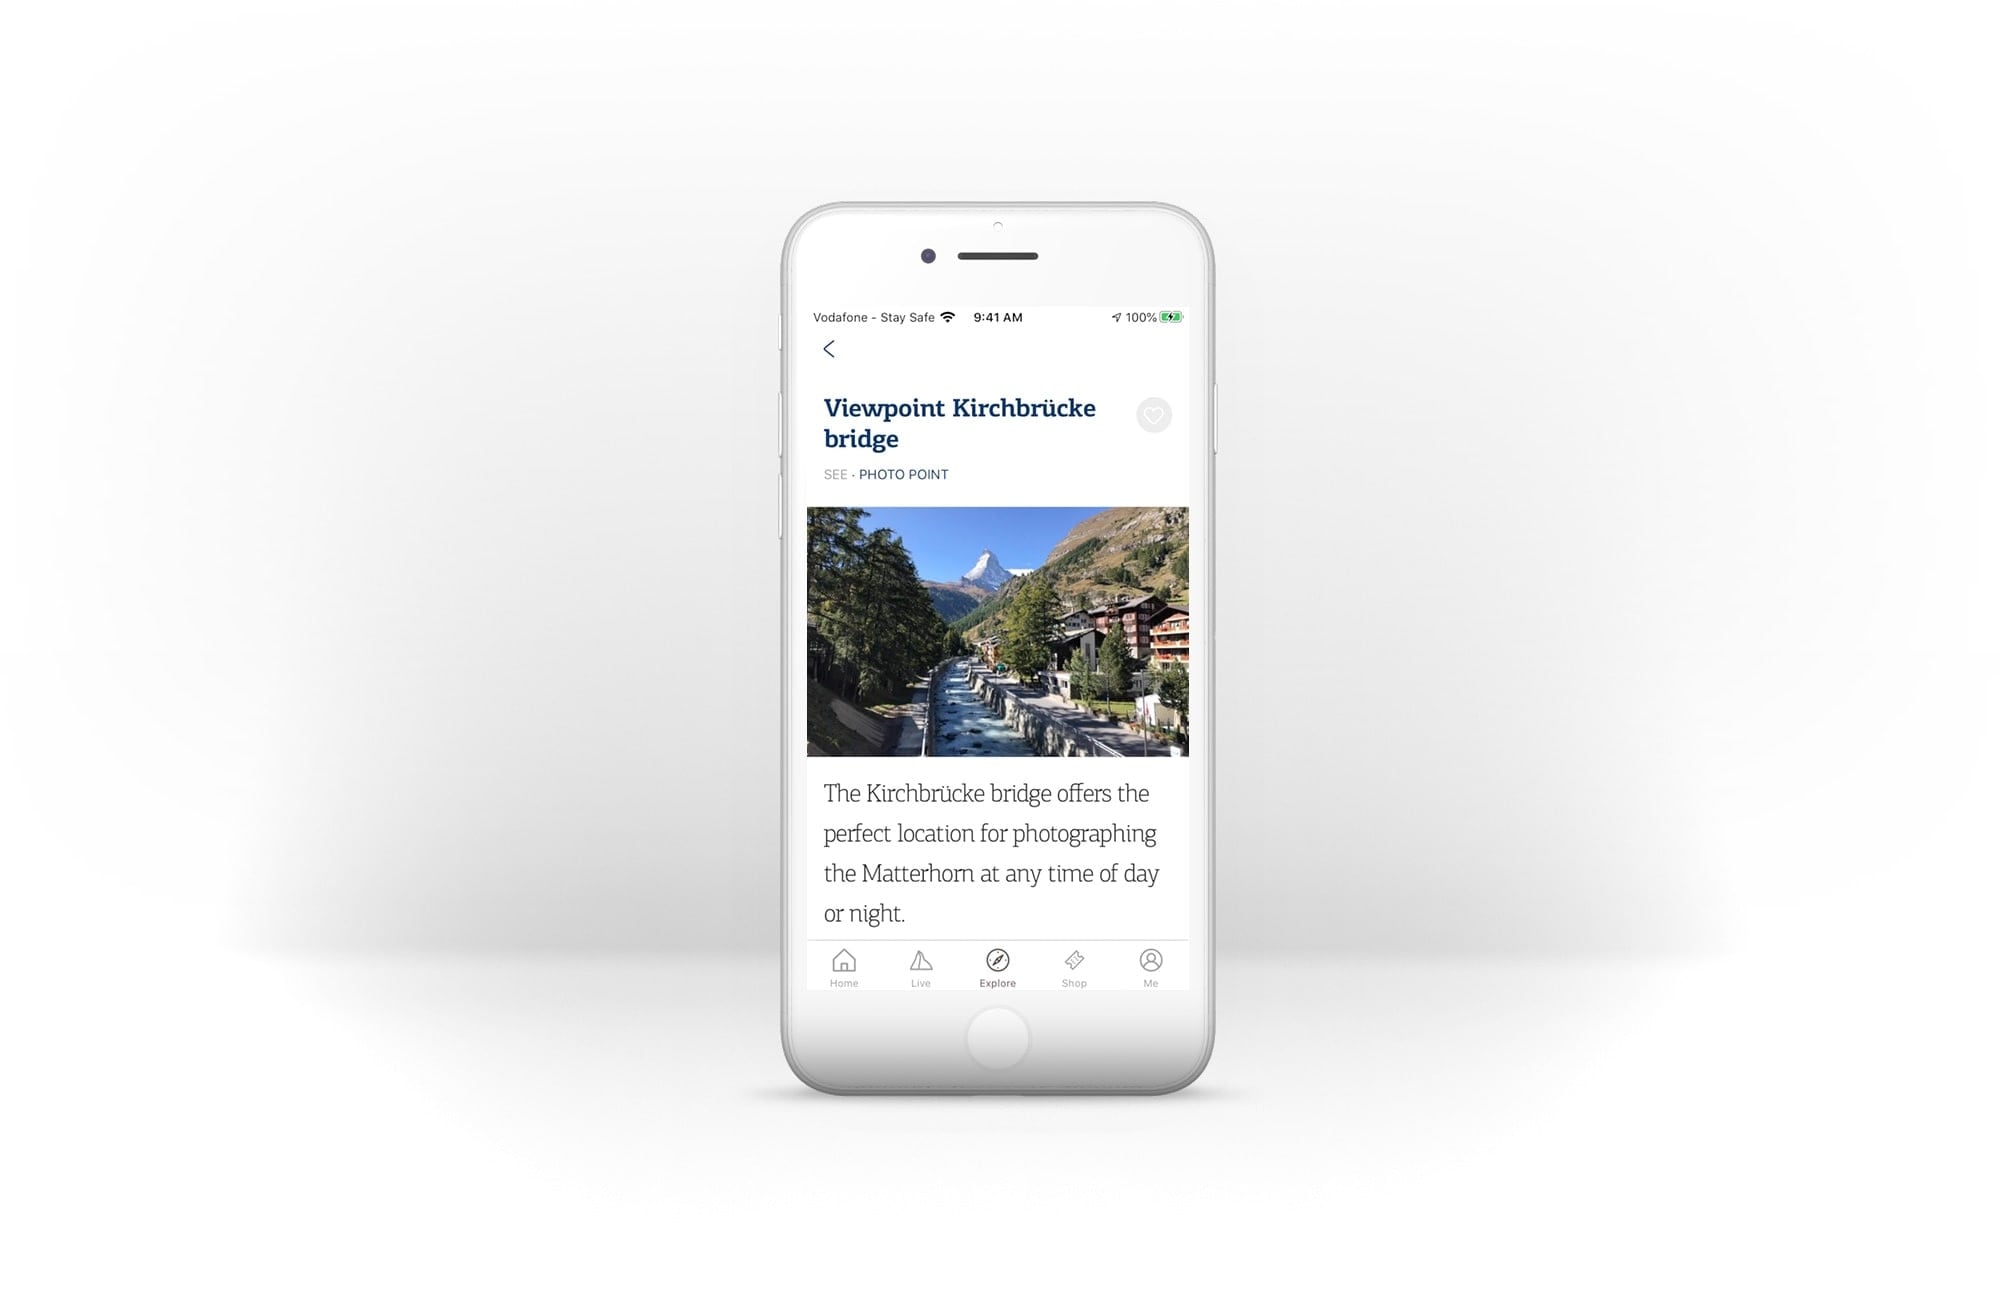 Vodafone - Stay Safe 9:41 AM 100%
Viewpoint Kirchbrücke
bridge
SEE · PHOTO POINT
The Kirchbrücke bridge offers the
perfect location for photographing
the Matterhorn at any time of day
or night.
Home Live Explore Shop Me